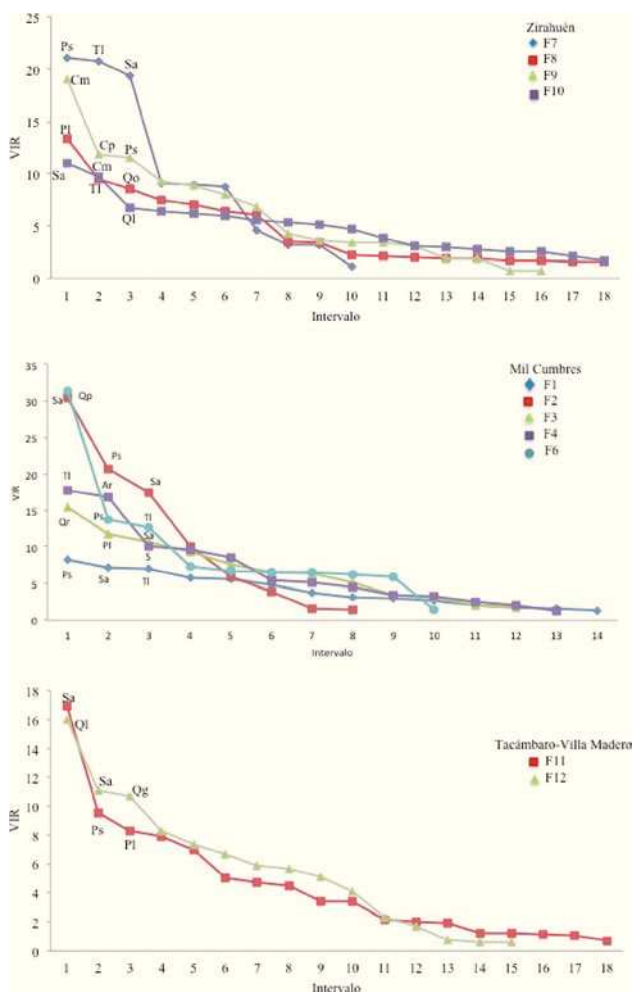 Zirahuén
F7
F8
F9
F10
25
20
15
10
5
0
VIR
Ps
Tl
Sa
Cm
Cp
Ps
Pl
Cm
Qo
Sa
Tl
Ql
1 2 3 4 5 6 7 8 9 10 11 12 13 14 15 16 17 18
Intervalo
Mil Cumbres
F1
F2
F3
F4
F6
35
30
25
20
15
10
5
0
VIR
Sa
Qp
Ps
Sa
Tl
Ar
Qr
Ps
Tl
Sa
Pl
S
Ps
Sa
Tl
1 2 3 4 5 6 7 8 9 10 11 12 13 14
Intervalo
Tacámbaro-Villa Madero
F11
F12
18
16
14
12
10
8
6
4
2
0
VIR
Sa
Ql
Sa
Qg
Ps
Pl
1 2 3 4 5 6 7 8 9 10 11 12 13 14 15 16 17 18
Intervalo